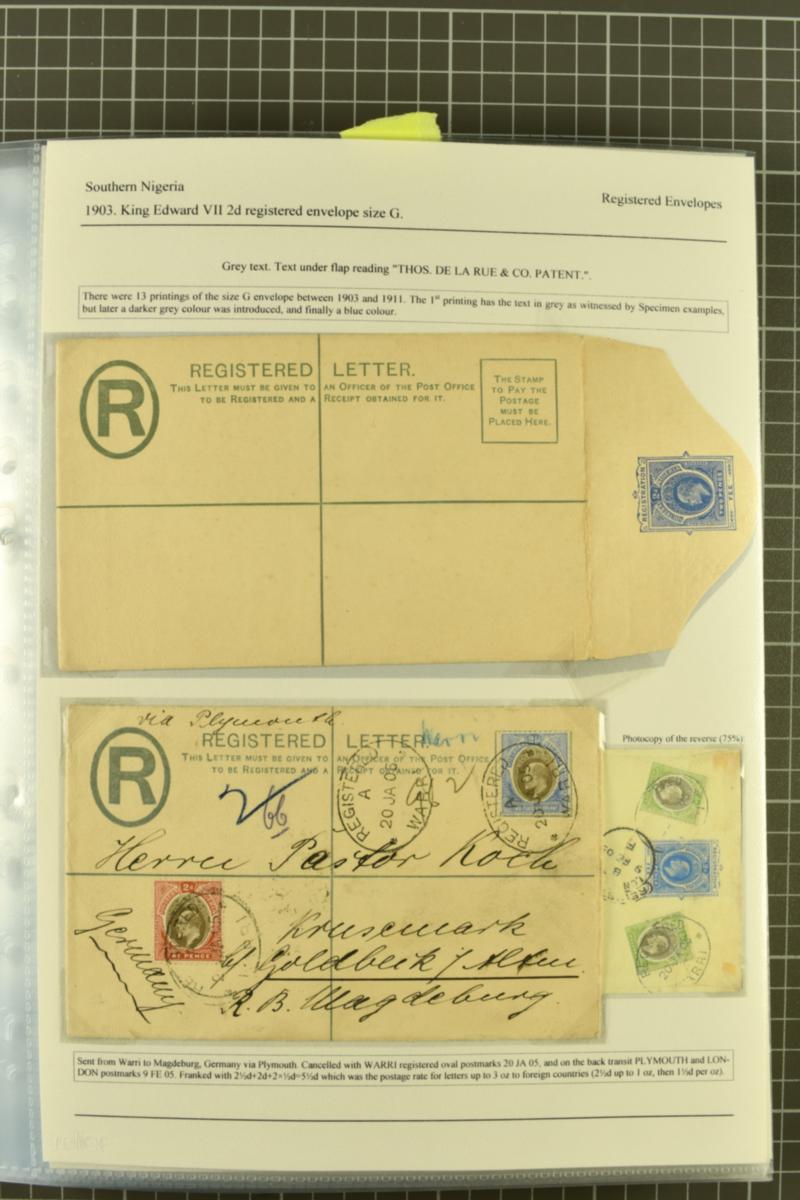 Southern Nigeria
Registered Envelopes
1903. King Edward VII 2d registered envelope size G.
Grey text. Text under flap reading "THOS. DE LA RUE & CO. PATENT.".
There were 13 printings of the size G envelope between 1903 and 1911. The 1st printing has the text in grey as witnessed by Specimen examples,
but later a darker grey colour was introduced, and finally a blue colour.
R
REGISTERED LETTER.
THIS LETTER MUST BE GIVEN TO AN OFFICER OF THE POST OFFICE
TO BE REGISTERED AND A RECEIPT OBTAINED FOR IT.
THE STAMP
TO PAY THE
POSTAGE
MUST BE
PLACED HERE.
REGISTRATION
TWO PENCE
FEE
via Plymouth.
R
REGISTERED LETTER.
THIS LETTER MUST BE GIVEN TO AN OFFICER OF THE POST OFFICE
TO BE REGISTERED AND A RECEIPT OBTAINED FOR IT.
REGISTERED
A
20 JA 05
WARRI
REGISTERED
A
20 JA 05
WARRI
2
Herrn Pastor Koch
Krusemark
Goldbeck
Germany
R. B. Magdeburg.
Photocopy of the reverse (75%)
Sent from Warri to Magdeburg, Germany via Plymouth. Cancelled with WARRI registered oval postmarks 20 JA 05, and on the back transit PLYMOUTH and LON-
DON postmarks 9 FE 05. Franked with 2½d+2d+2×½d=5½d which was the postage rate for letters up to 3 oz to foreign countries (2½d up to 1 oz, then 1½d per oz).